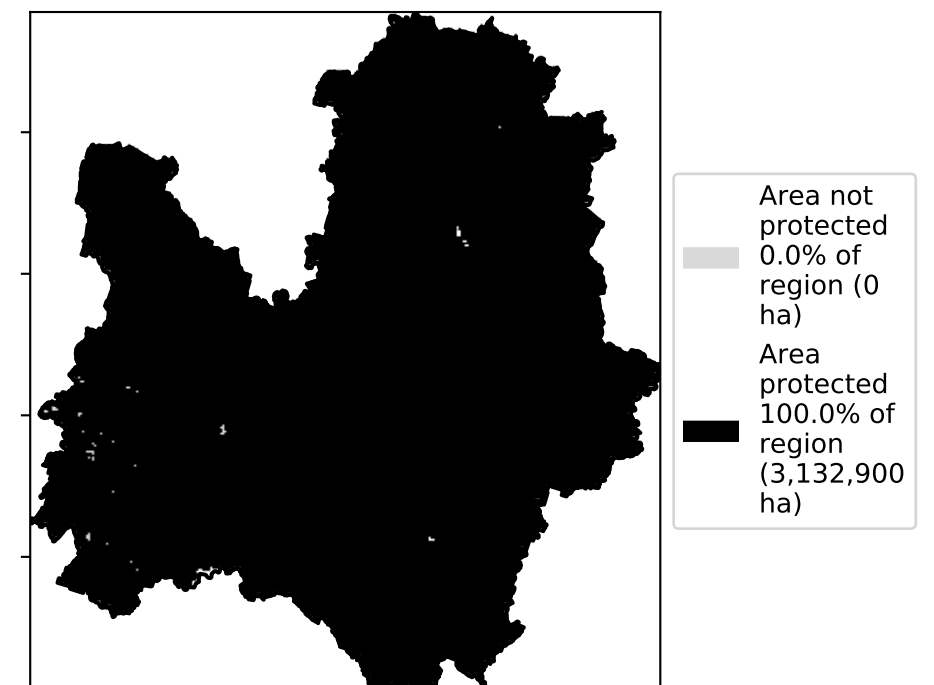 Area not
protected
0.0% of
region (0
ha)
Area
protected
100.0% of
region
(3,132,900
ha)